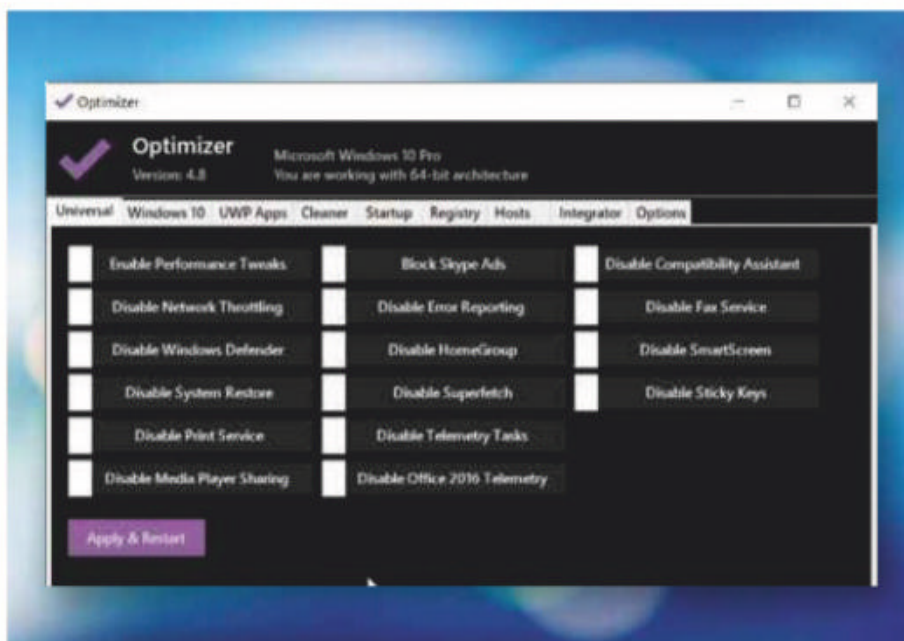 Optimizer
Optimizer
Version: 4.8
Microsoft Windows 10 Pro
You are working with 64-bit architecture
Universal Windows 10 UWP Apps Cleaner Startup Registry Hosts Integrator Options
Enable Performance Tweaks Block Skype Ads Disable Compatibility Assistant
Disable Network Throttling Disable Error Reporting Disable Fax Service
Disable Windows Defender Disable HomeGroup Disable SmartScreen
Disable System Restore Disable Superfetch Disable Sticky Keys
Disable Print Service Disable Telemetry Tasks
Disable Media Player Sharing Disable Office 2016 Telemetry
Apply & Restart